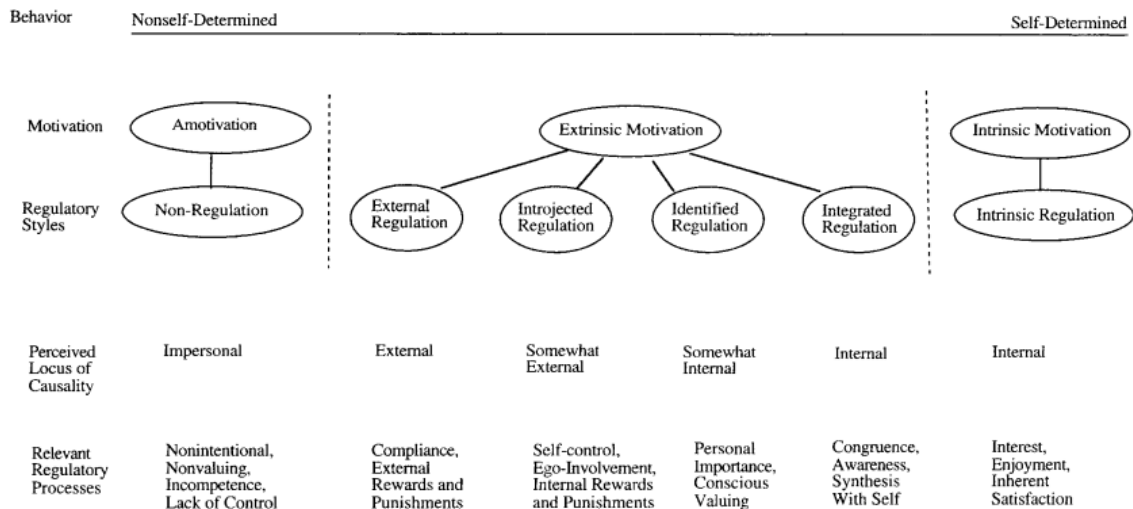 Behavior Nonself-Determined Self-Determined
Motivation Amotivation Extrinsic Motivation Intrinsic Motivation
Regulatory
Styles
Non-Regulation
External
Regulation
Introjected
Regulation
Identified
Regulation
Integrated
Regulation
Intrinsic Regulation
Perceived
Locus of
Causality
Impersonal
External
Somewhat
External
Somewhat
Internal
Internal
Internal
Relevant
Regulatory
Processes
Nonintentional,
Nonvaluing,
Incompetence,
Lack of Control
Compliance,
External
Rewards and
Punishments
Self-control,
Ego-Involvement,
Internal Rewards
and Punishments
Personal
Importance,
Conscious
Valuing
Congruence,
Awareness,
Synthesis
With Self
Interest,
Enjoyment,
Inherent
Satisfaction